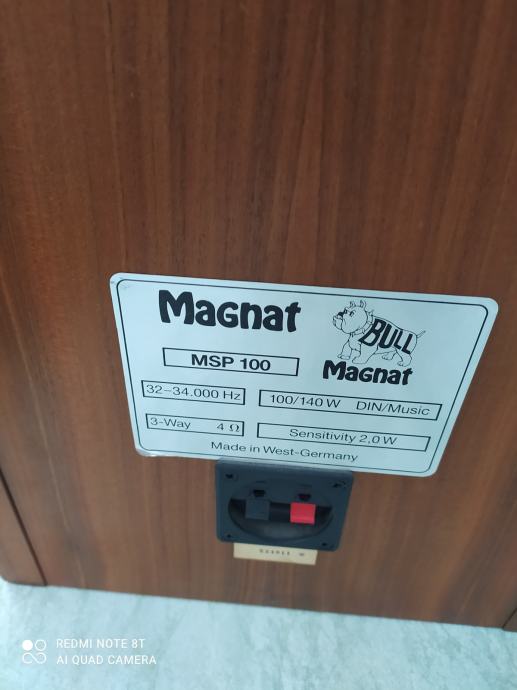 Magnat
BULL
Magnat
MSP 100
32-34.000 Hz
100/140 W DIN/Music
3-Way 4 Ω
Sensitivity 2,0 W
Made in West-Germany
REDMI NOTE 8T
AI QUAD CAMERA